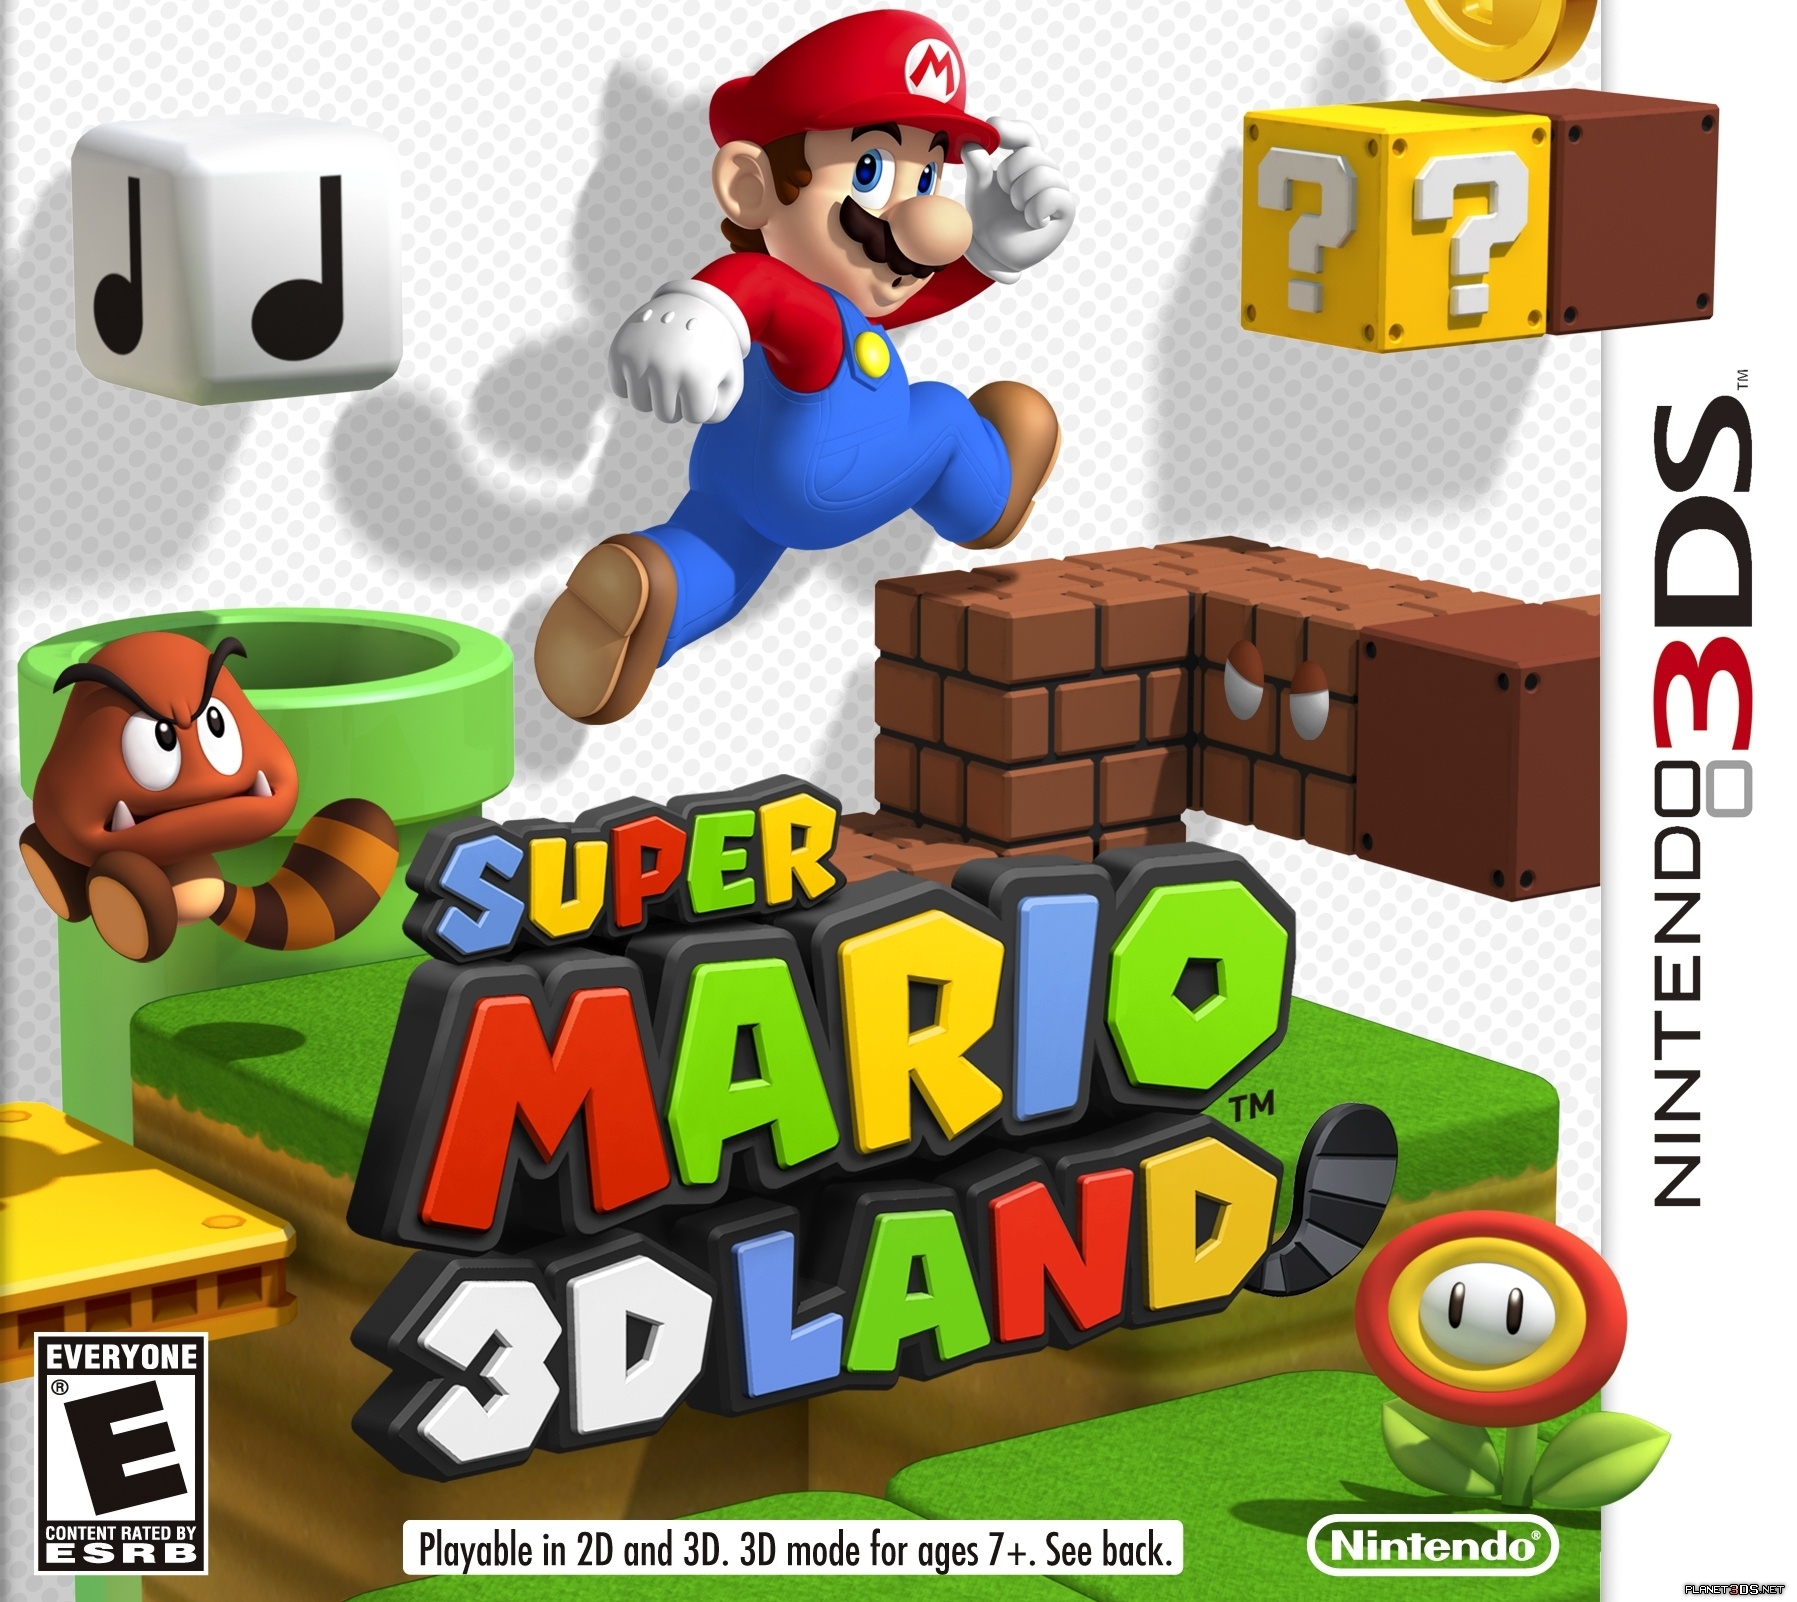 M
? ?
SUPER
MARIO™
3D LAND
NINTENDO 3DS™
EVERYONE
E®
CONTENT RATED BY
ESRB
Playable in 2D and 3D. 3D mode for ages 7+. See back.
Nintendo®
PLANET3DS.NET